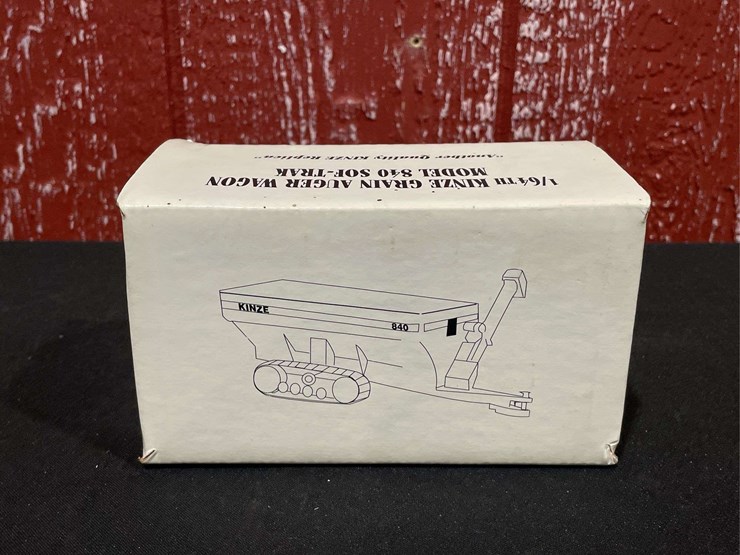 1/64TH KINZE GRAIN AUGER WAGON
MODEL 840 SOF-TRAK
"Another Quality KINZE Replica"
KINZE
840